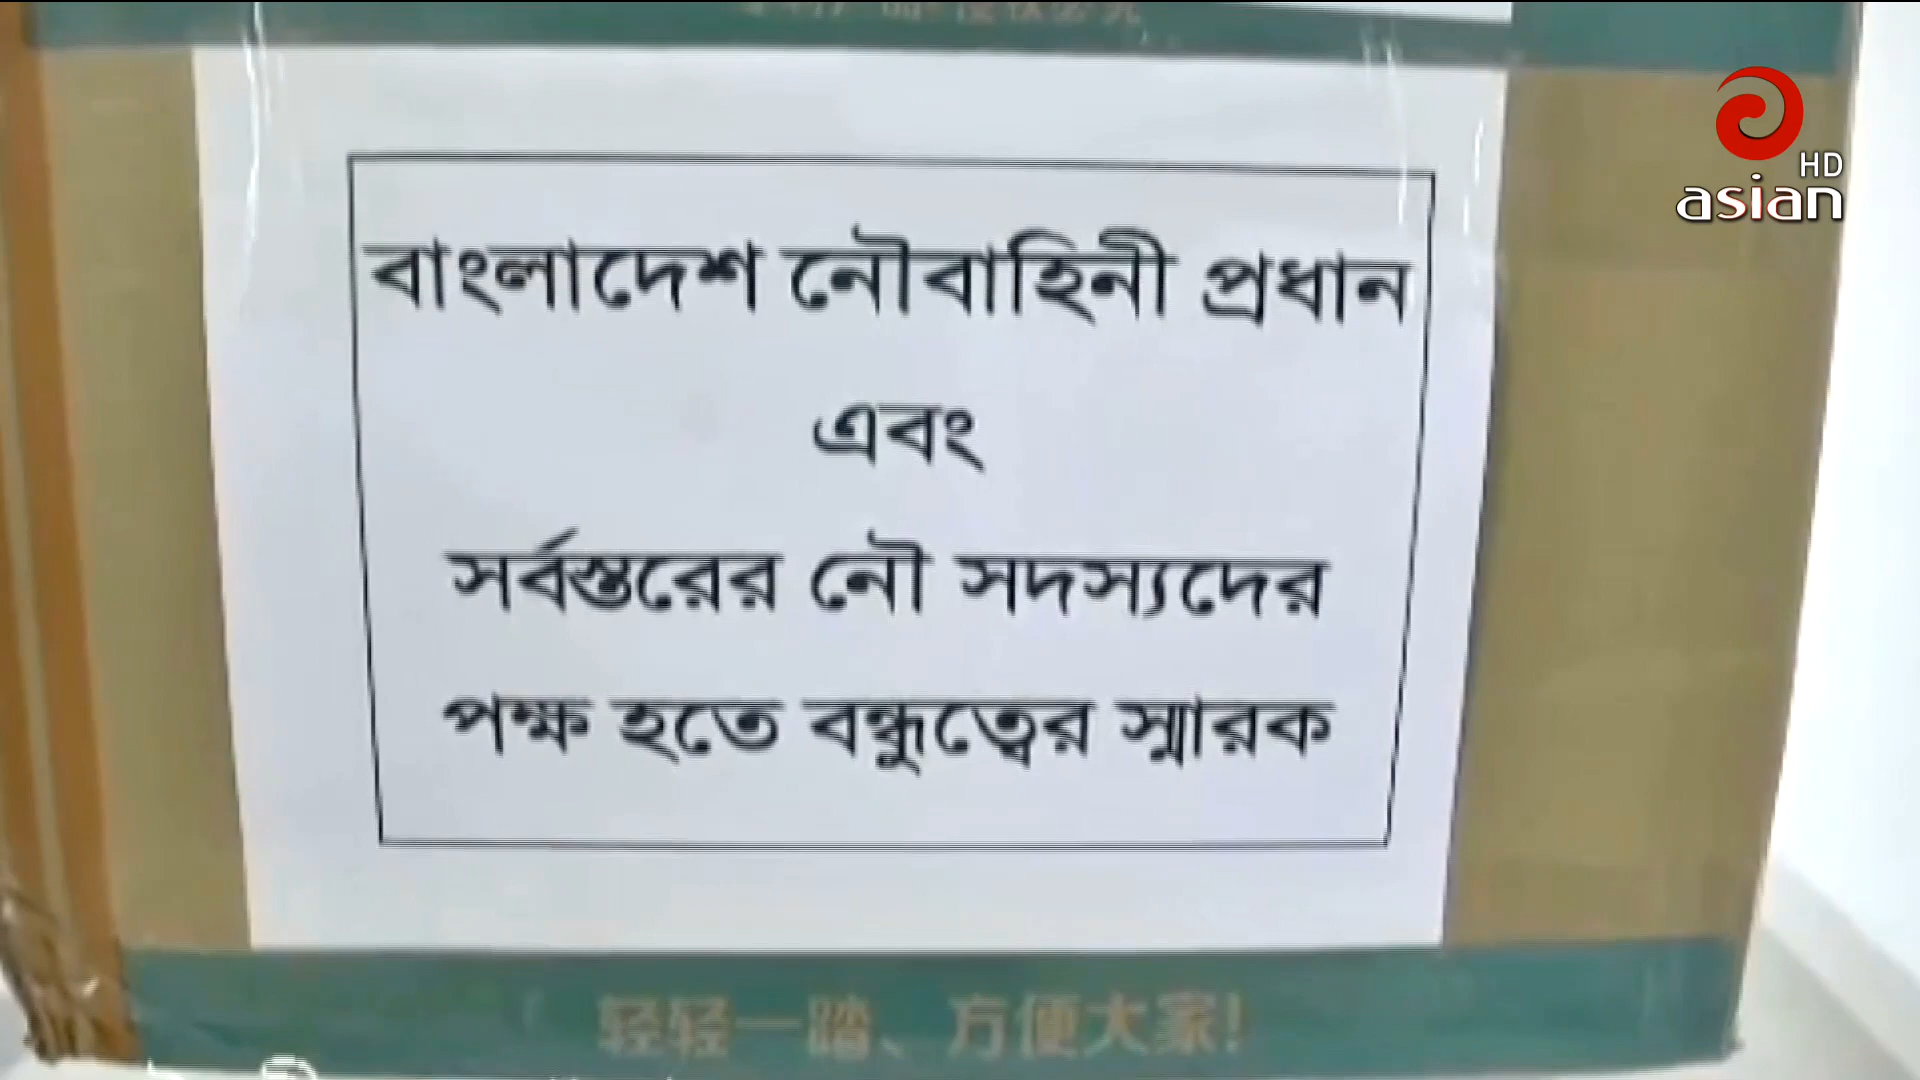 HD
asian
বাংলাদেশ নৌবাহিনী প্রধান
এবং
সর্বস্তরের নৌ সদস্যদের
পক্ষ হতে বন্ধুত্বের স্মারক
轻轻一踏、方便大家!